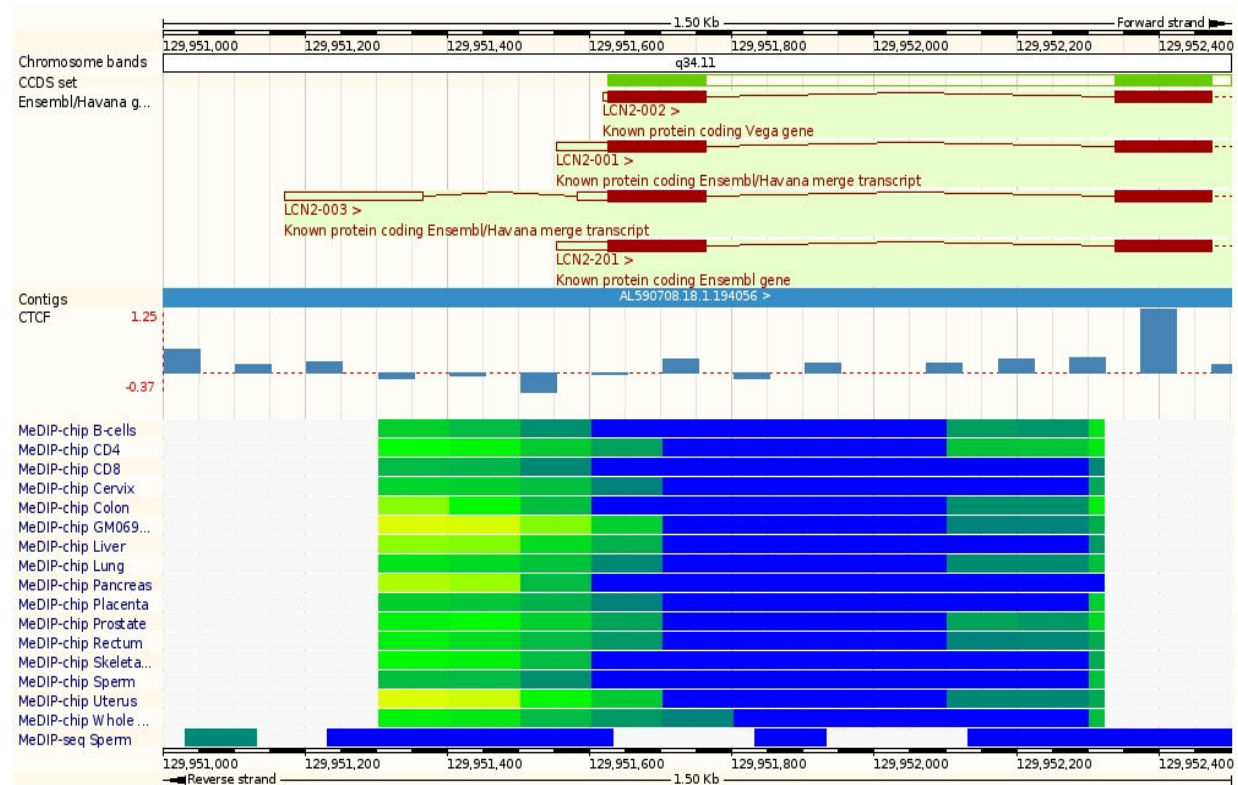 1.50 Kb Forward strand
129,951,000 129,951,200 129,951,400 129,951,600 129,951,800 129,952,000 129,952,200 129,952,400
Chromosome bands q34.11
CCDS set
Ensembl/Havana g...
LCN2-002 >
Known protein coding Vega gene
LCN2-001 >
Known protein coding Ensembl/Havana merge transcript
LCN2-003 >
Known protein coding Ensembl/Havana merge transcript
LCN2-201 >
Known protein coding Ensembl gene
Contigs AL590708.18.1.194056 >
CTCF 1.25
-0.37
MeDIP-chip B-cells
MeDIP-chip CD4
MeDIP-chip CD8
MeDIP-chip Cervix
MeDIP-chip Colon
MeDIP-chip GM069...
MeDIP-chip Liver
MeDIP-chip Lung
MeDIP-chip Pancreas
MeDIP-chip Placenta
MeDIP-chip Prostate
MeDIP-chip Rectum
MeDIP-chip Skeleta...
MeDIP-chip Sperm
MeDIP-chip Uterus
MeDIP-chip Whole ...
MeDIP-seq Sperm
129,951,000 129,951,200 129,951,400 129,951,600 129,951,800 129,952,000 129,952,200 129,952,400
Reverse strand 1.50 Kb